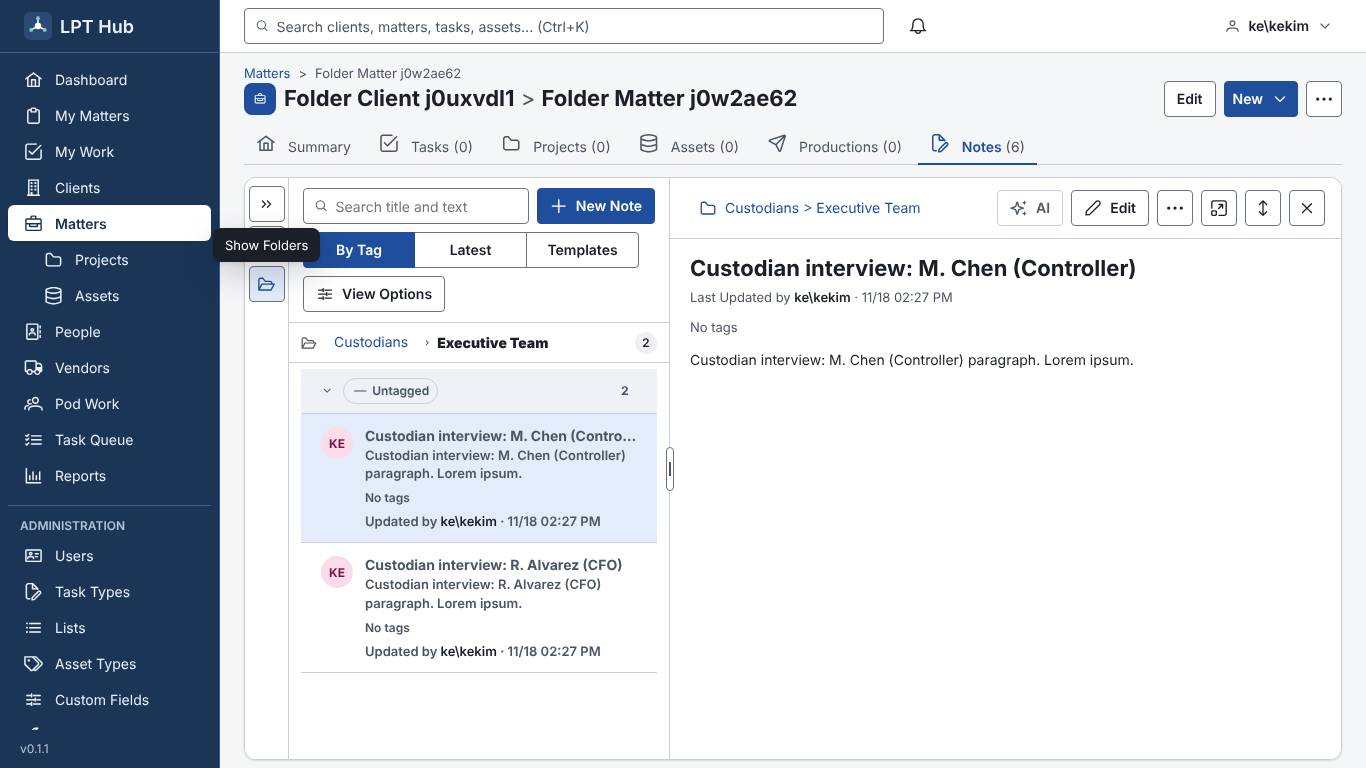 LPT Hub
Search clients, matters, tasks, assets... (Ctrl+K)
ke\kekim
Dashboard
My Matters
My Work
Clients
Matters
Projects
Assets
People
Vendors
Pod Work
Task Queue
Reports
ADMINISTRATION
Users
Task Types
Lists
Asset Types
Custom Fields
v0.1.1
Matters > Folder Matter j0w2ae62
Folder Client j0uxvdl1 > Folder Matter j0w2ae62
Edit
New
Summary
Tasks (0)
Projects (0)
Assets (0)
Productions (0)
Notes (6)
Show Folders
Search title and text
New Note
By Tag
Latest
Templates
View Options
Custodians > Executive Team
2
— Untagged
2
KE
Custodian interview: M. Chen (Contro...
Custodian interview: M. Chen (Controller)
paragraph. Lorem ipsum.
No tags
Updated by ke\kekim · 11/18 02:27 PM
KE
Custodian interview: R. Alvarez (CFO)
Custodian interview: R. Alvarez (CFO)
paragraph. Lorem ipsum.
No tags
Updated by ke\kekim · 11/18 02:27 PM
Custodians > Executive Team
AI
Edit
Custodian interview: M. Chen (Controller)
Last Updated by ke\kekim · 11/18 02:27 PM
No tags
Custodian interview: M. Chen (Controller) paragraph. Lorem ipsum.